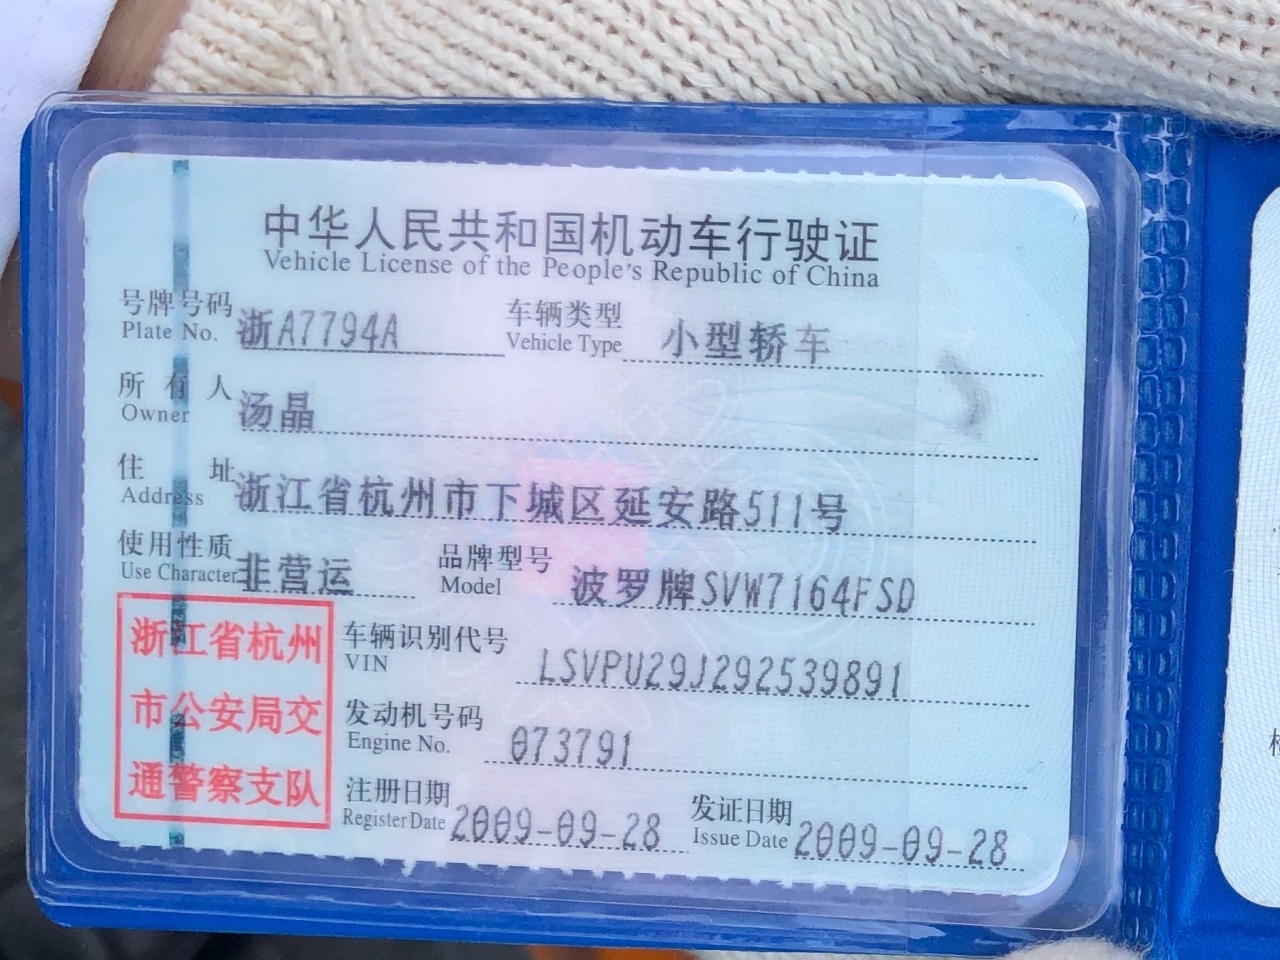 中华人民共和国机动车行驶证
Vehicle License of the People's Republic of China
号牌号码 浙A7794A 车辆类型 小型轿车
Plate No. Vehicle Type
所有人 汤晶
Owner
住址 浙江省杭州市下城区延安路511号
Address
使用性质 非营运 品牌型号 波罗牌SVW7164FSD
Use Character Model
浙江省杭州
市公安局交
通警察支队
车辆识别代号 LSVPU29J292539891
VIN
发动机号码 073791
Engine No.
注册日期 2009-09-28 发证日期 2009-09-28
Register Date Issue Date